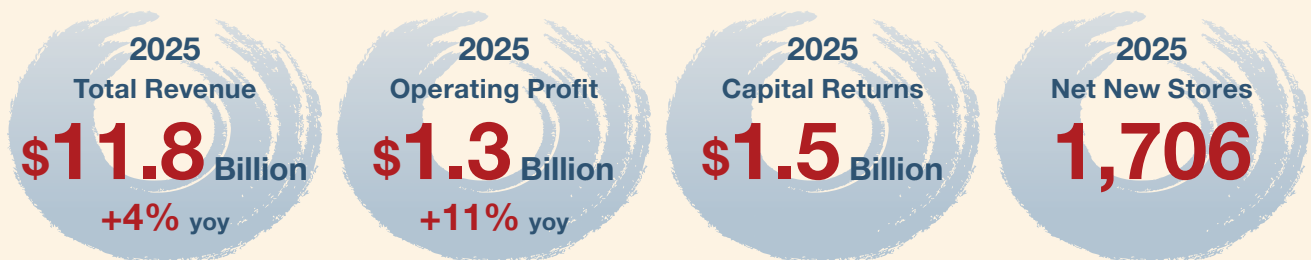 2025
Total Revenue
$11.8 Billion
+4% yoy
2025
Operating Profit
$1.3 Billion
+11% yoy
2025
Capital Returns
$1.5 Billion
2025
Net New Stores
1,706